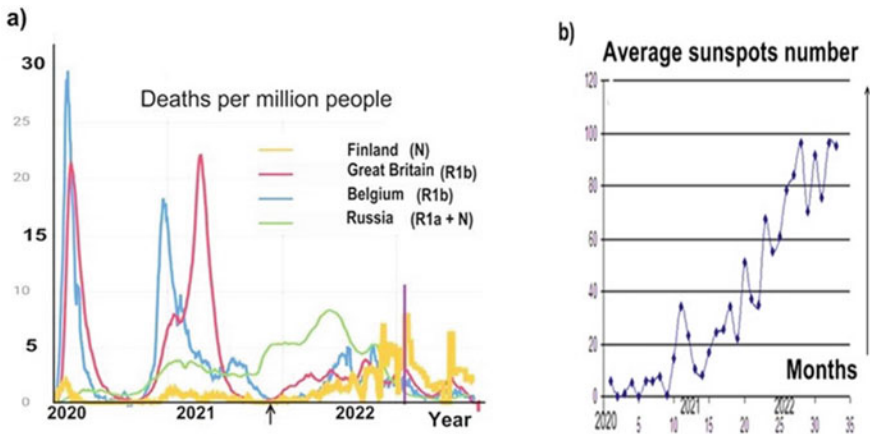 a)
30
25
20
15
10
5
0
Deaths per million people
Finland (N)
Great Britain (R1b)
Belgium (R1b)
Russia (R1a + N)
2020 2021 2022 Year
b)
Average sunspots number
120
100
80
60
40
20
0
Months
2020 2021 2022
5 10 15 20 25 30 35